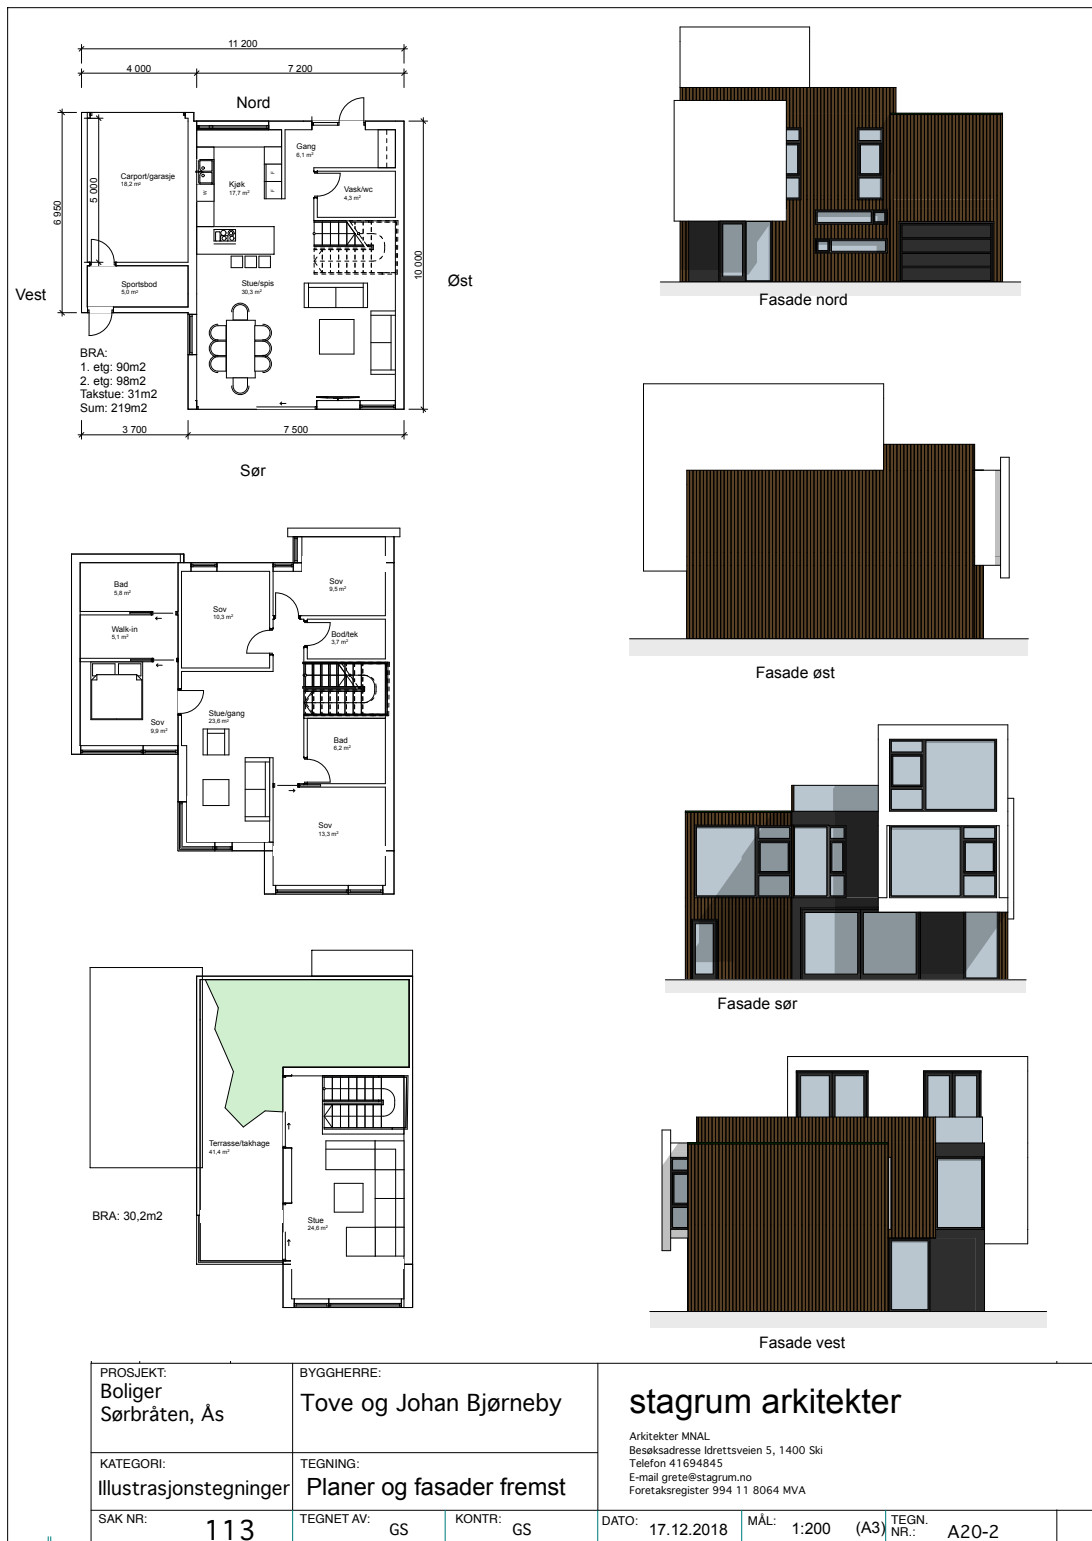 11 200
4 000
7 200
Nord
Gang
6,1 m²
Carport/garasje
18,2 m²
Kjøk
17,7 m²
Vask/wc
4,3 m²
5 000
6 950
10 000
Sportsbod
5,0 m²
Stue/spis
30,3 m²
Vest
Øst
BRA:
1. etg: 90m2
2. etg: 98m2
Takstue: 31m2
Sum: 219m2
3 700
7 500
Sør
Fasade nord
Bad
5,8 m²
Sov
10,3 m²
Sov
9,5 m²
Walk-in
5,1 m²
Bod/tek
3,7 m²
Stue/gang
23,6 m²
Sov
9,9 m²
Bad
6,2 m²
Sov
13,3 m²
Fasade øst
Fasade sør
Terrasse/takhage
41,4 m²
Stue
24,6 m²
BRA: 30,2m2
Fasade vest
PROSJEKT:
Boliger
Sørbråten, Ås
BYGGHERRE:
Tove og Johan Bjørneby
stagrum arkitekter
Arkitekter MNAL
Besøksadresse Idrettsveien 5, 1400 Ski
Telefon 41694845
E-mail grete@stagrum.no
Foretaksregister 994 11 8064 MVA
KATEGORI:
Illustrasjonstegninger
TEGNING:
Planer og fasader fremst
SAK NR:
113
TEGNET AV:
GS
KONTR:
GS
DATO:
17.12.2018
MÅL:
1:200
(A3)
TEGN.
NR.:
A20-2